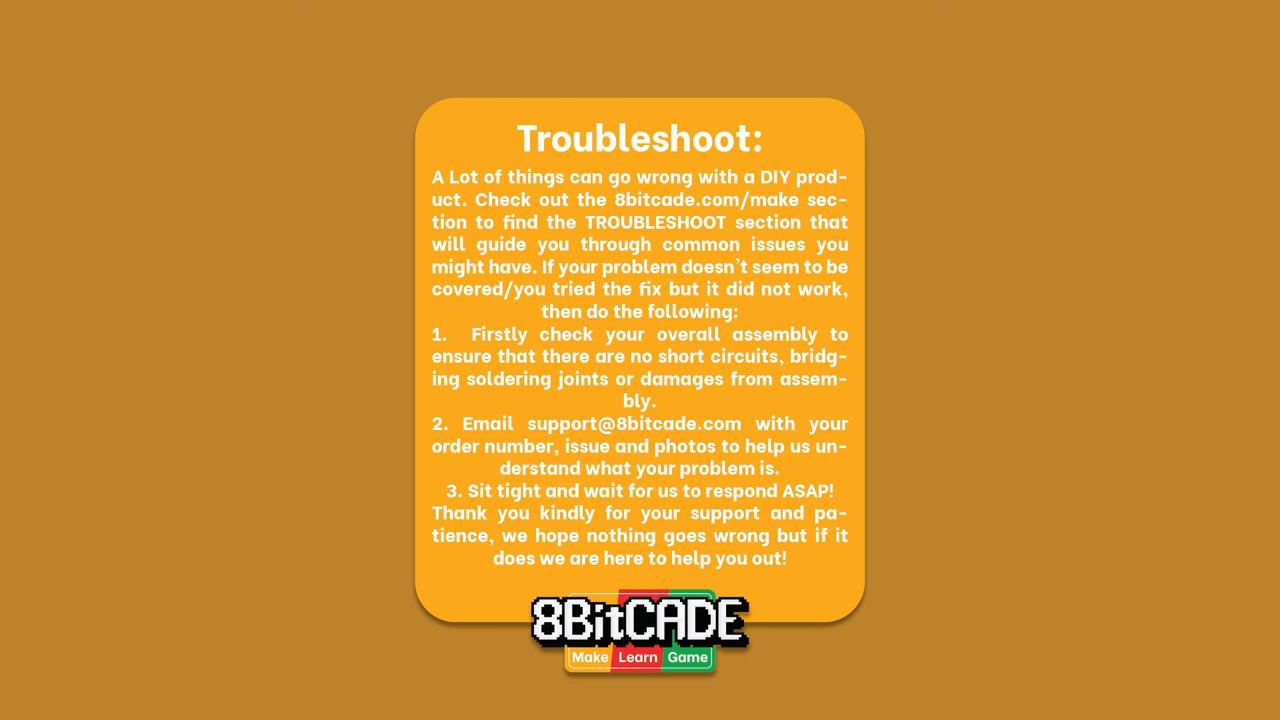 Troubleshoot:
A Lot of things can go wrong with a DIY prod-
uct. Check out the 8bitcade.com/make sec-
tion to find the TROUBLESHOOT section that
will guide you through common issues you
might have. If your problem doesn't seem to be
covered/you tried the fix but it did not work,
then do the following:
1. Firstly check your overall assembly to
ensure that there are no short circuits, bridg-
ing soldering joints or damages from assem-
bly.
2. Email support@8bitcade.com with your
order number, issue and photos to help us un-
derstand what your problem is.
3. Sit tight and wait for us to respond ASAP!
Thank you kindly for your support and pa-
tience, we hope nothing goes wrong but if it
does we are here to help you out!
8BitCADE
Make Learn Game